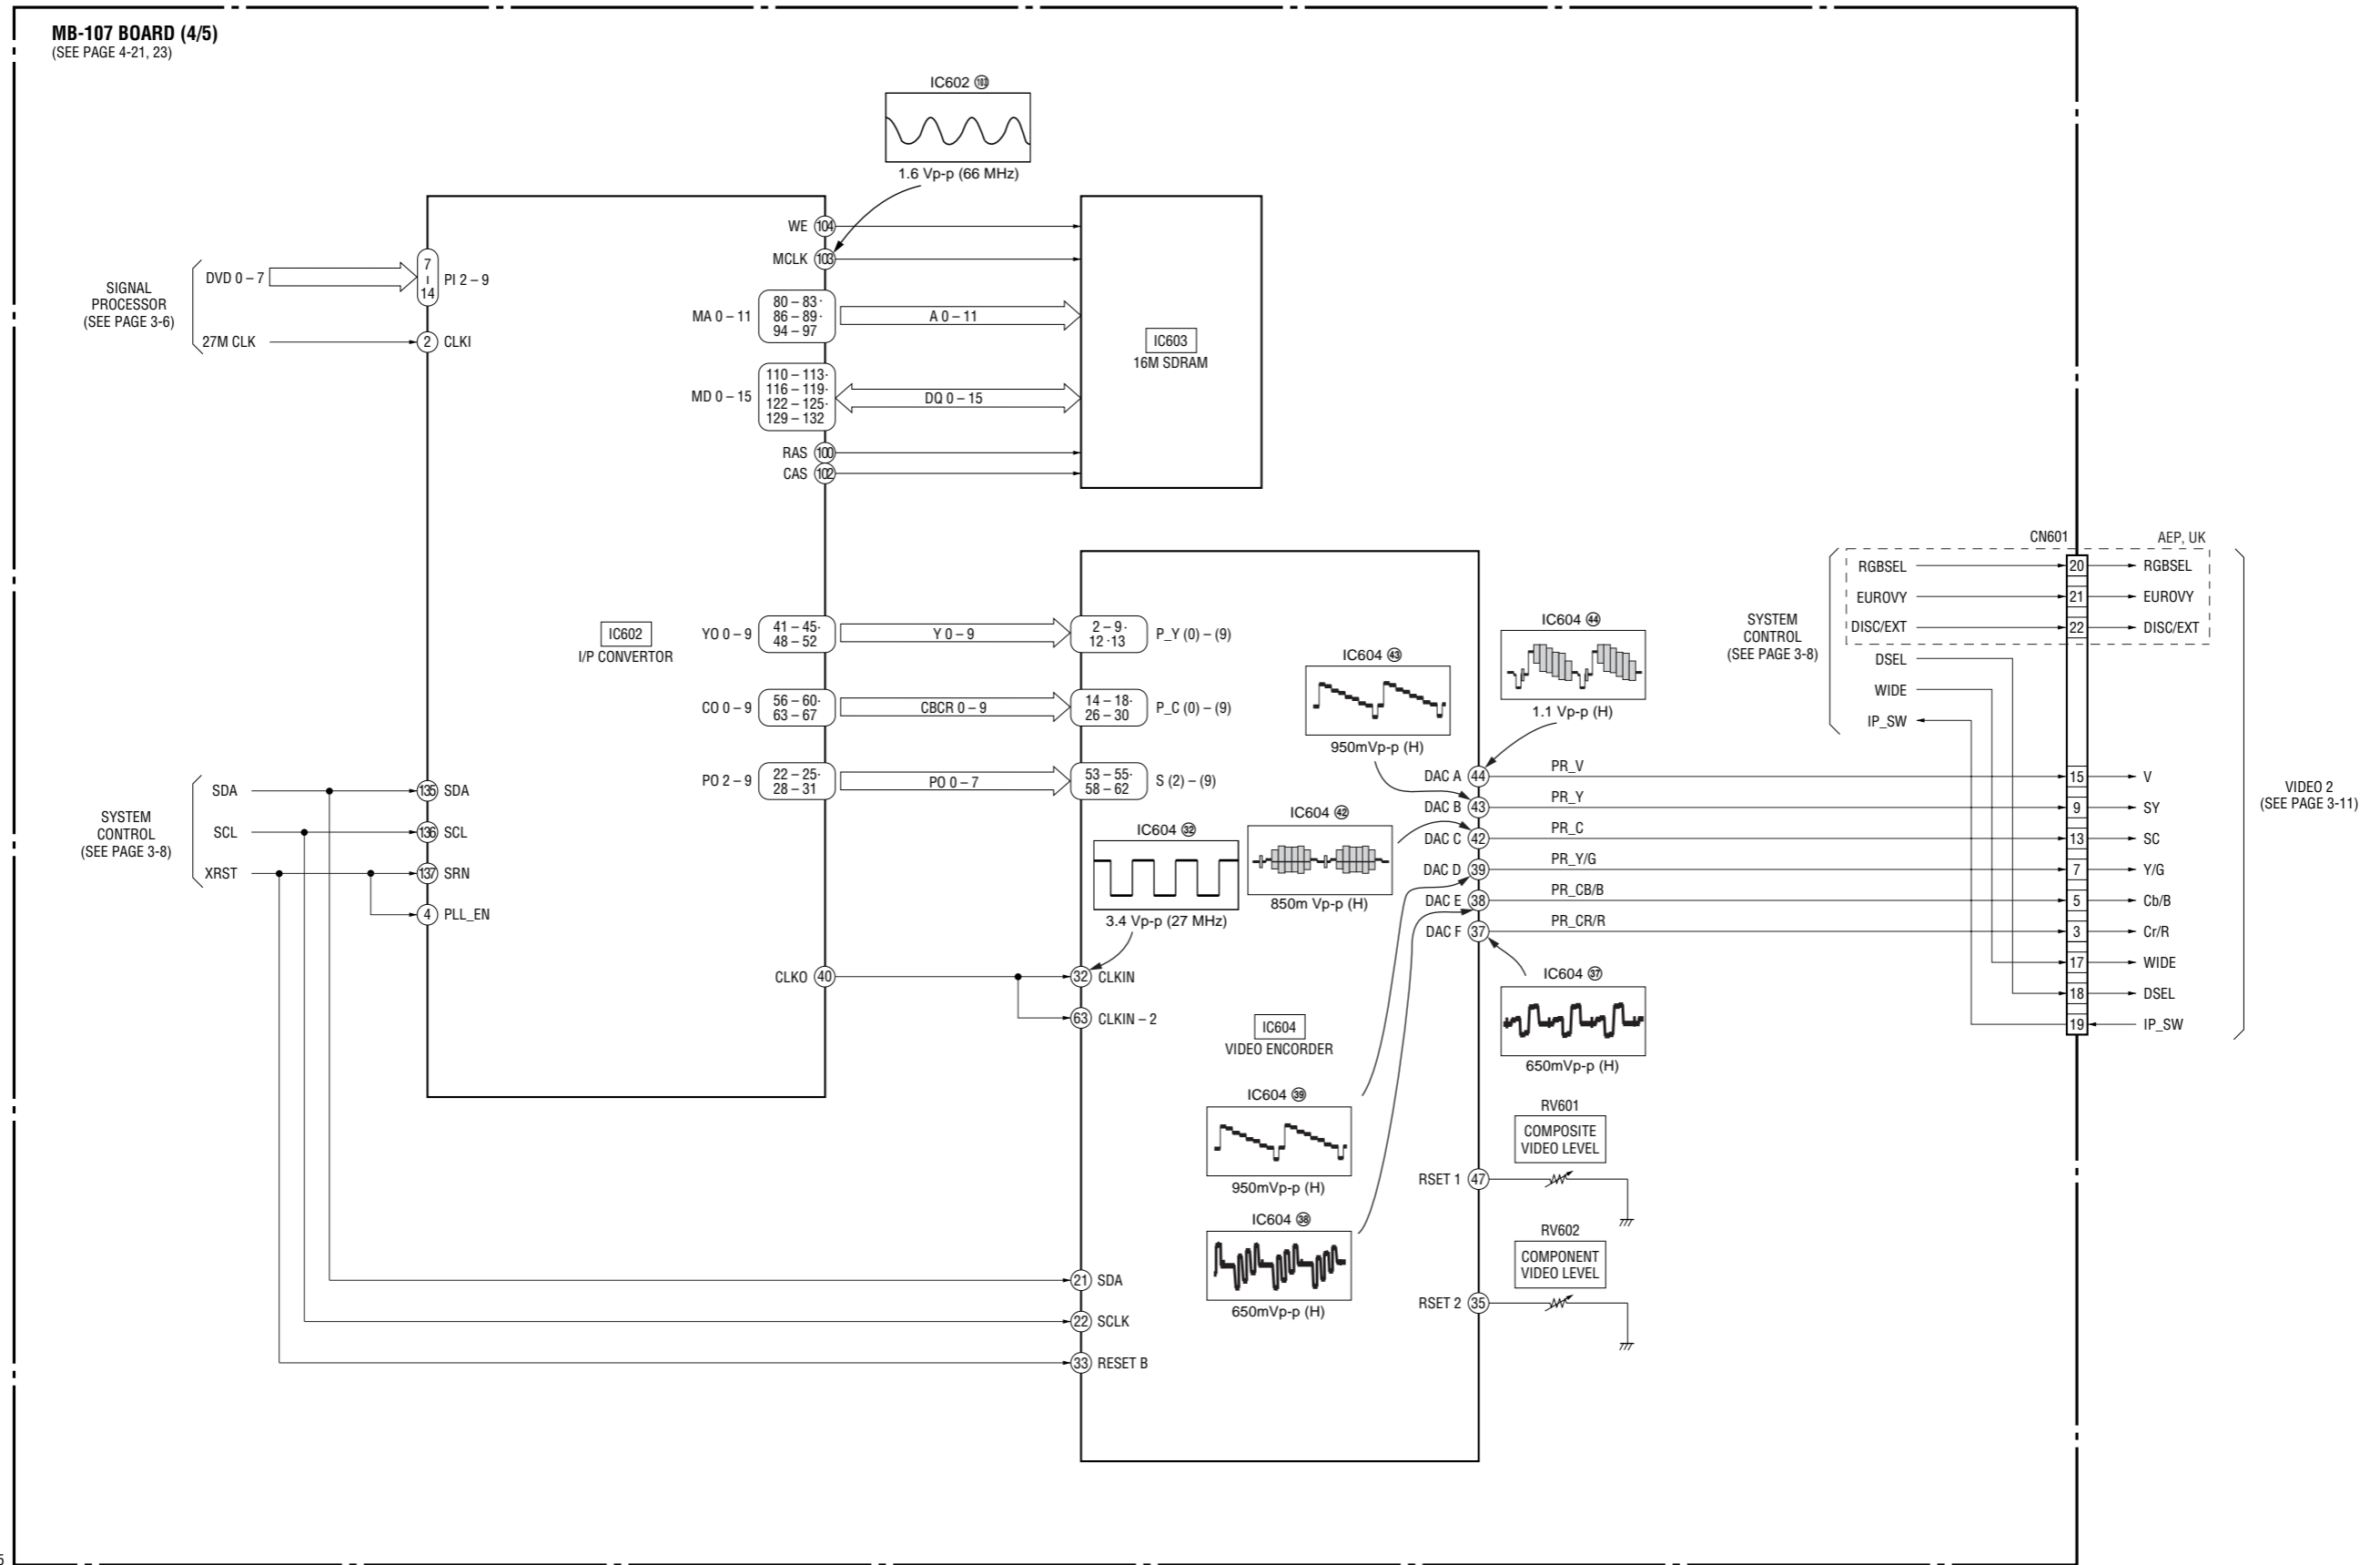 MB-107 BOARD (4/5)
(SEE PAGE 4-21, 23)
IC602 103
1.6 Vp-p (66 MHz)
SIGNAL
PROCESSOR
(SEE PAGE 3-6)
DVD 0 – 7
27M CLK
7
14
PI 2 – 9
2
CLKI
WE
104
MCLK
103
MA 0 – 11
80 – 83·
86 – 89·
94 – 97
A 0 – 11
MD 0 – 15
110 – 113·
116 – 119·
122 – 125·
129 – 132
DQ 0 – 15
RAS
100
CAS
102
IC603
16M SDRAM
IC602
I/P CONVERTOR
YO 0 – 9
41 – 45·
48 – 52
Y 0 – 9
2 – 9·
12 ·13
P_Y (0) – (9)
CO 0 – 9
56 – 60·
63 – 67
CBCR 0 – 9
14 – 18·
26 – 30
P_C (0) – (9)
PO 2 – 9
22 – 25·
28 – 31
PO 0 – 7
53 – 55·
58 – 62
S (2) – (9)
SYSTEM
CONTROL
(SEE PAGE 3-8)
SDA
SCL
XRST
135 SDA
136 SCL
137 SRN
4 PLL_EN
CLKO 40
IC604 32
3.4 Vp-p (27 MHz)
32 CLKIN
63 CLKIN – 2
IC604
VIDEO ENCORDER
21 SDA
22 SCLK
33 RESET B
IC604 43
950mVp-p (H)
IC604 44
1.1 Vp-p (H)
IC604 42
850m Vp-p (H)
DAC A 44 PR_V
DAC B 43 PR_Y
DAC C 42 PR_C
DAC D 39 PR_Y/G
DAC E 38 PR_CB/B
DAC F 37 PR_CR/R
IC604 37
650mVp-p (H)
IC604 39
950mVp-p (H)
IC604 38
650mVp-p (H)
RV601
COMPOSITE
VIDEO LEVEL
RSET 1 47
RV602
COMPONENT
VIDEO LEVEL
RSET 2 35
SYSTEM
CONTROL
(SEE PAGE 3-8)
CN601
AEP, UK
RGBSEL 20 RGBSEL
EUROVY 21 EUROVY
DISC/EXT 22 DISC/EXT
DSEL
WIDE
IP_SW
15 V
9 SY
13 SC
7 Y/G
5 Cb/B
3 Cr/R
17 WIDE
18 DSEL
19 IP_SW
VIDEO 2
(SEE PAGE 3-11)